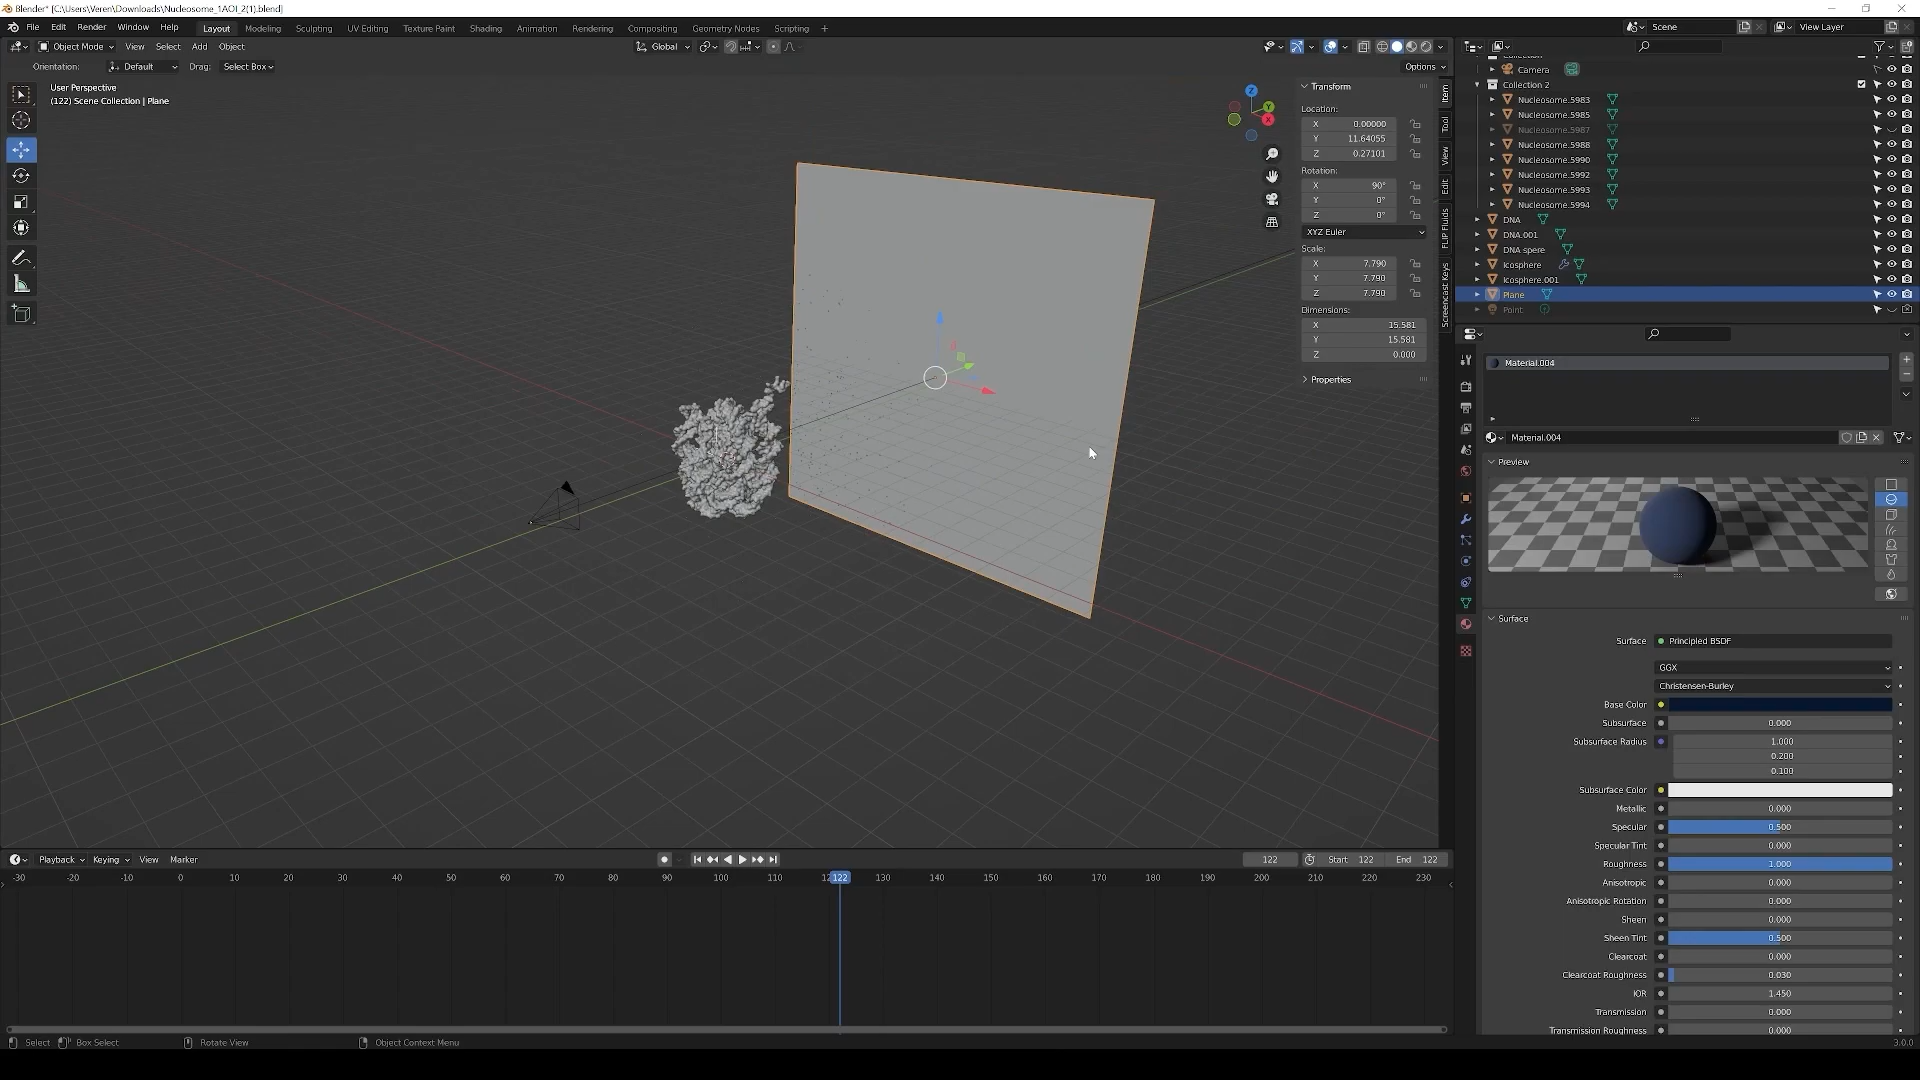 Blender* [C:\Users\Veren\Downloads\Nucleosome_1AOI_2(1).blend]
File Edit Render Window Help Layout Modeling Sculpting UV Editing Texture Paint Shading Animation Rendering Compositing Geometry Nodes Scripting + Scene View Layer
Object Mode View Select Add Object Global
Orientation: Default Drag: Select Box Options
User Perspective
(122) Scene Collection | Plane
Z
Y
X
Transform
Location:
X 0.00000
Y 11.64055
Z 0.27101
Rotation:
X 90°
Y 0°
Z 0°
XYZ Euler
Scale:
X 7.790
Y 7.790
Z 7.790
Dimensions:
X 15.581
Y 15.581
Z 0.000
Properties
Item
Tool
View
Edit
FLIP Fluids
Screencast Keys
Camera
Collection 2
Nucleosome.5983
Nucleosome.5985
Nucleosome.5987
Nucleosome.5988
Nucleosome.5990
Nucleosome.5992
Nucleosome.5993
Nucleosome.5994
DNA
DNA.001
DNA spere
Icosphere
Icosphere.001
Plane
Point
Material.004
Material.004
Preview
Surface
Surface Principled BSDF
GGX
Christensen-Burley
Base Color
Subsurface 0.000
Subsurface Radius 1.000
0.200
0.100
Subsurface Color
Metallic 0.000
Specular 0.500
Specular Tint 0.000
Roughness 1.000
Anisotropic 0.000
Anisotropic Rotation 0.000
Sheen 0.000
Sheen Tint 0.500
Clearcoat 0.000
Clearcoat Roughness 0.030
IOR 1.450
Transmission 0.000
Transmission Roughness 0.000
Playback Keying View Marker 122 Start 122 End 122
-30 -20 -10 0 10 20 30 40 50 60 70 80 90 100 110 122 130 140 150 160 170 180 190 200 210 220 230
Select Box Select Rotate View Object Context Menu 3.0.0